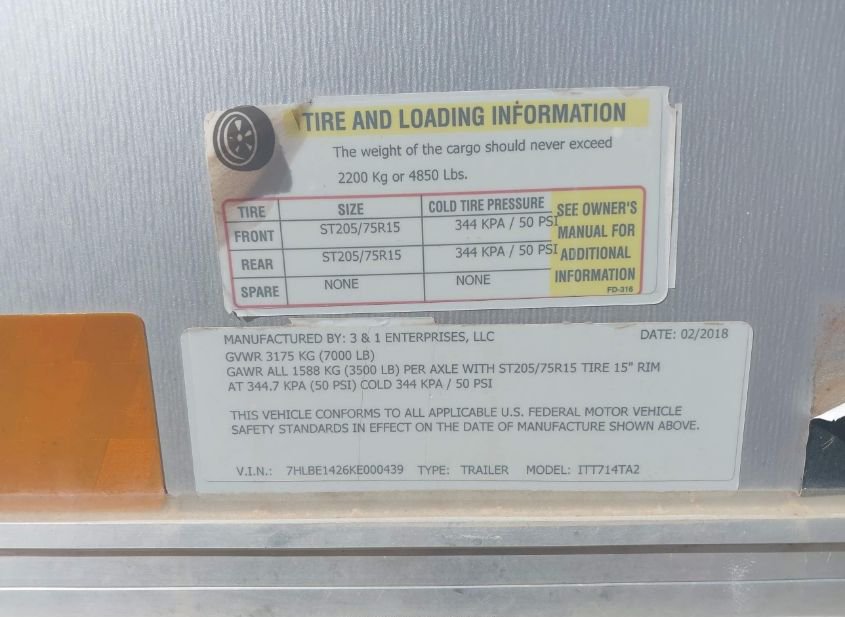 TIRE AND LOADING INFORMATION
The weight of the cargo should never exceed
2200 Kg or 4850 Lbs.
TIRE SIZE COLD TIRE PRESSURE
FRONT ST205/75R15 344 KPA / 50 PSI
REAR ST205/75R15 344 KPA / 50 PSI
SPARE NONE NONE
SEE OWNER'S
MANUAL FOR
ADDITIONAL
INFORMATION
FD-316
MANUFACTURED BY: 3 & 1 ENTERPRISES, LLC DATE: 02/2018
GVWR 3175 KG (7000 LB)
GAWR ALL 1588 KG (3500 LB) PER AXLE WITH ST205/75R15 TIRE 15" RIM
AT 344.7 KPA (50 PSI) COLD 344 KPA / 50 PSI
THIS VEHICLE CONFORMS TO ALL APPLICABLE U.S. FEDERAL MOTOR VEHICLE
SAFETY STANDARDS IN EFFECT ON THE DATE OF MANUFACTURE SHOWN ABOVE.
V.I.N.: 7HLBE1426KE000439 TYPE: TRAILER MODEL: ITT714TA2